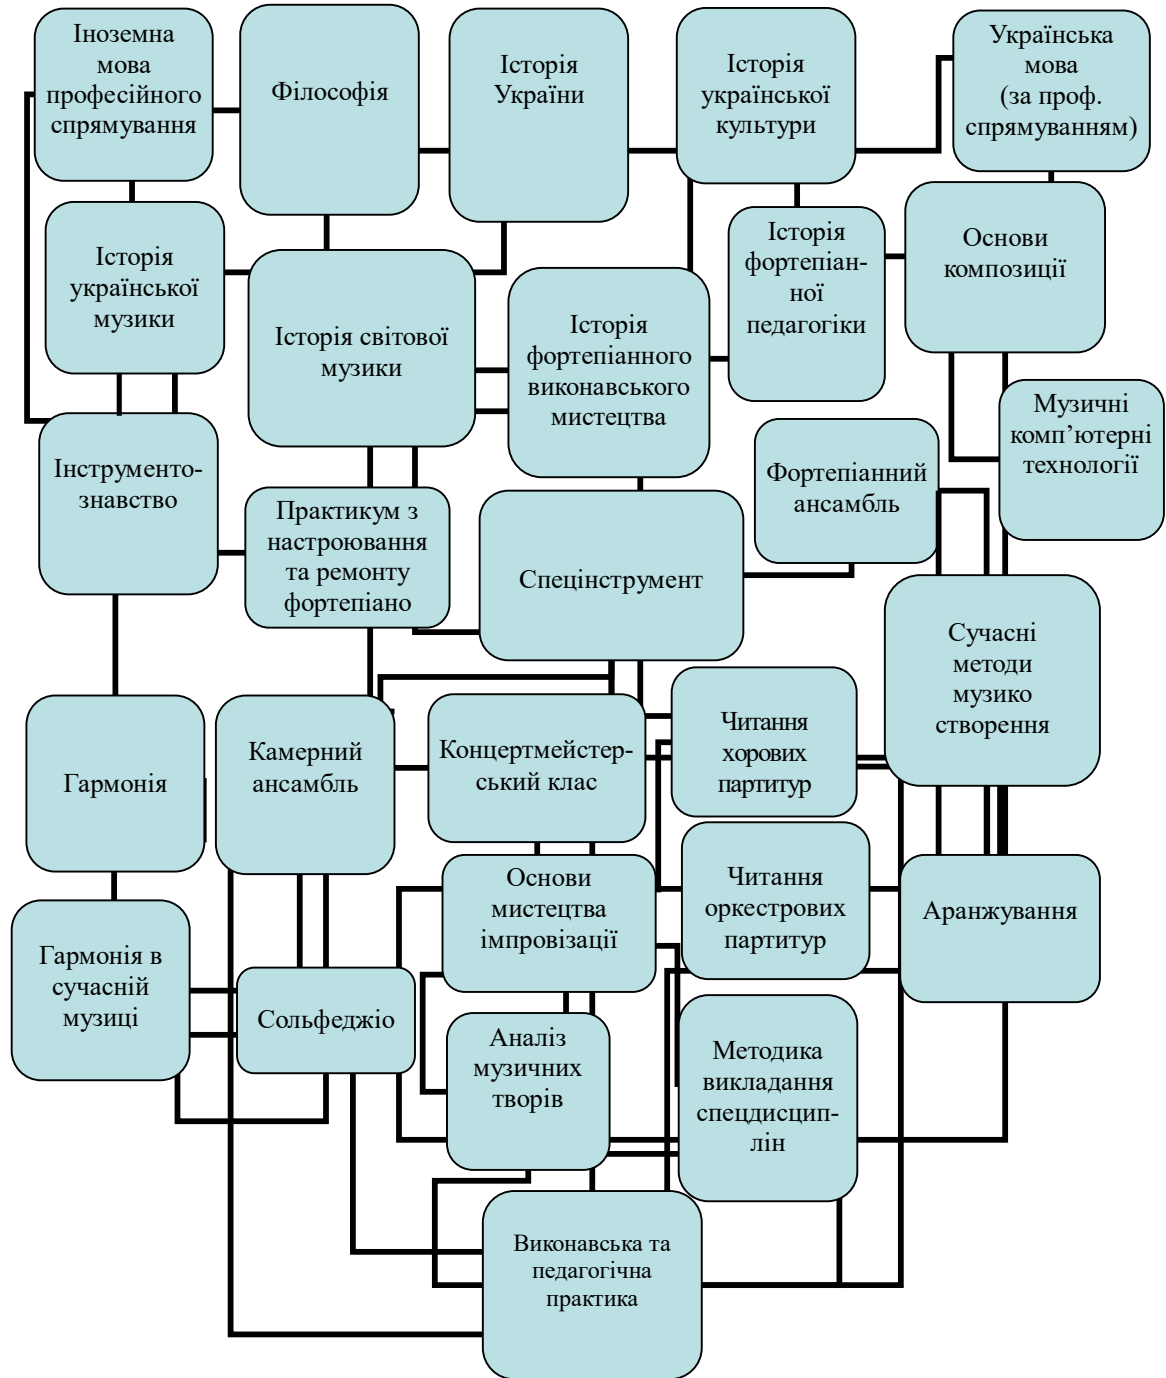 Іноземна
мова
професійного
спрямування
Філософія
Історія
України
Історія
української
культури
Українська
мова
(за проф.
спрямуванням)
Історія
української
музики
Історія світової
музики
Історія
фортепіанного
виконавського
мистецтва
Історія
фортепіан-
ної
педагогіки
Основи
композиції
Музичні
комп’ютерні
технології
Інструменто-
знавство
Практикум з
настроювання
та ремонту
фортепіано
Спецінструмент
Фортепіанний
ансамбль
Сучасні
методи
музико
створення
Гармонія
Камерний
ансамбль
Концертмейстер-
ський клас
Читання
хорових
партитур
Основи
мистецтва
імпровізації
Читання
оркестрових
партитур
Аранжування
Гармонія в
сучасній
музиці
Сольфеджіо
Аналіз
музичних
творів
Методика
викладання
спецдисцип-
лін
Виконавська та
педагогічна
практика